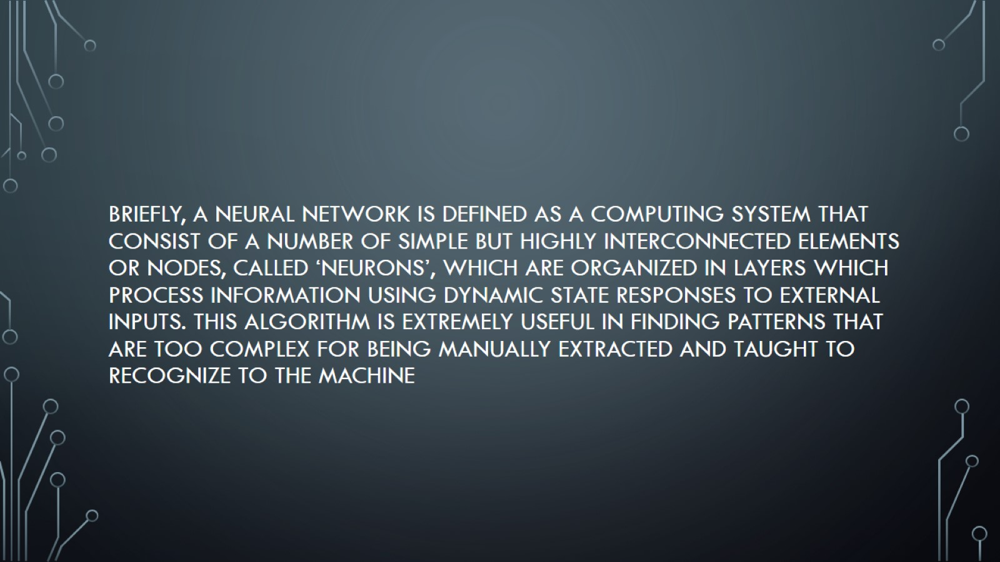 BRIEFLY, A NEURAL NETWORK IS DEFINED AS A COMPUTING SYSTEM THAT
CONSIST OF A NUMBER OF SIMPLE BUT HIGHLY INTERCONNECTED ELEMENTS
OR NODES, CALLED ‘NEURONS’, WHICH ARE ORGANIZED IN LAYERS WHICH
PROCESS INFORMATION USING DYNAMIC STATE RESPONSES TO EXTERNAL
INPUTS. THIS ALGORITHM IS EXTREMELY USEFUL IN FINDING PATTERNS THAT
ARE TOO COMPLEX FOR BEING MANUALLY EXTRACTED AND TAUGHT TO
RECOGNIZE TO THE MACHINE